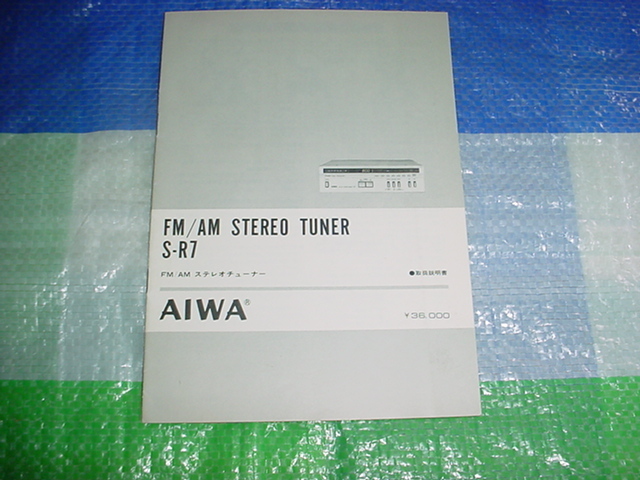 FM/AM STEREO TUNER
S-R7
FM/AM ステレオチューナー
●取扱説明書
AIWA®
¥36,000